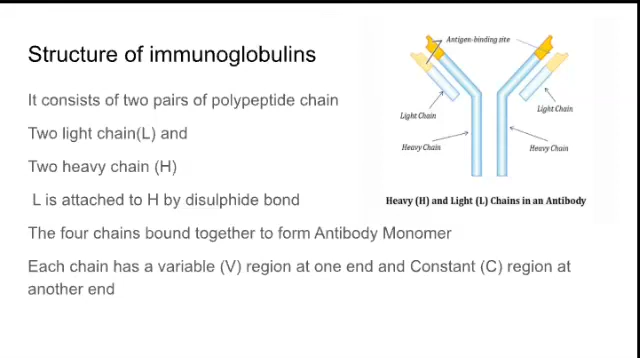 Structure of immunoglobulins
It consists of two pairs of polypeptide chain
Two light chain(L) and
Two heavy chain (H)
L is attached to H by disulphide bond
The four chains bound together to form Antibody Monomer
Each chain has a variable (V) region at one end and Constant (C) region at
another end
Antigen-binding site
Light Chain
Light Chain
Heavy Chain
Heavy Chain
Heavy (H) and Light (L) Chains in an Antibody